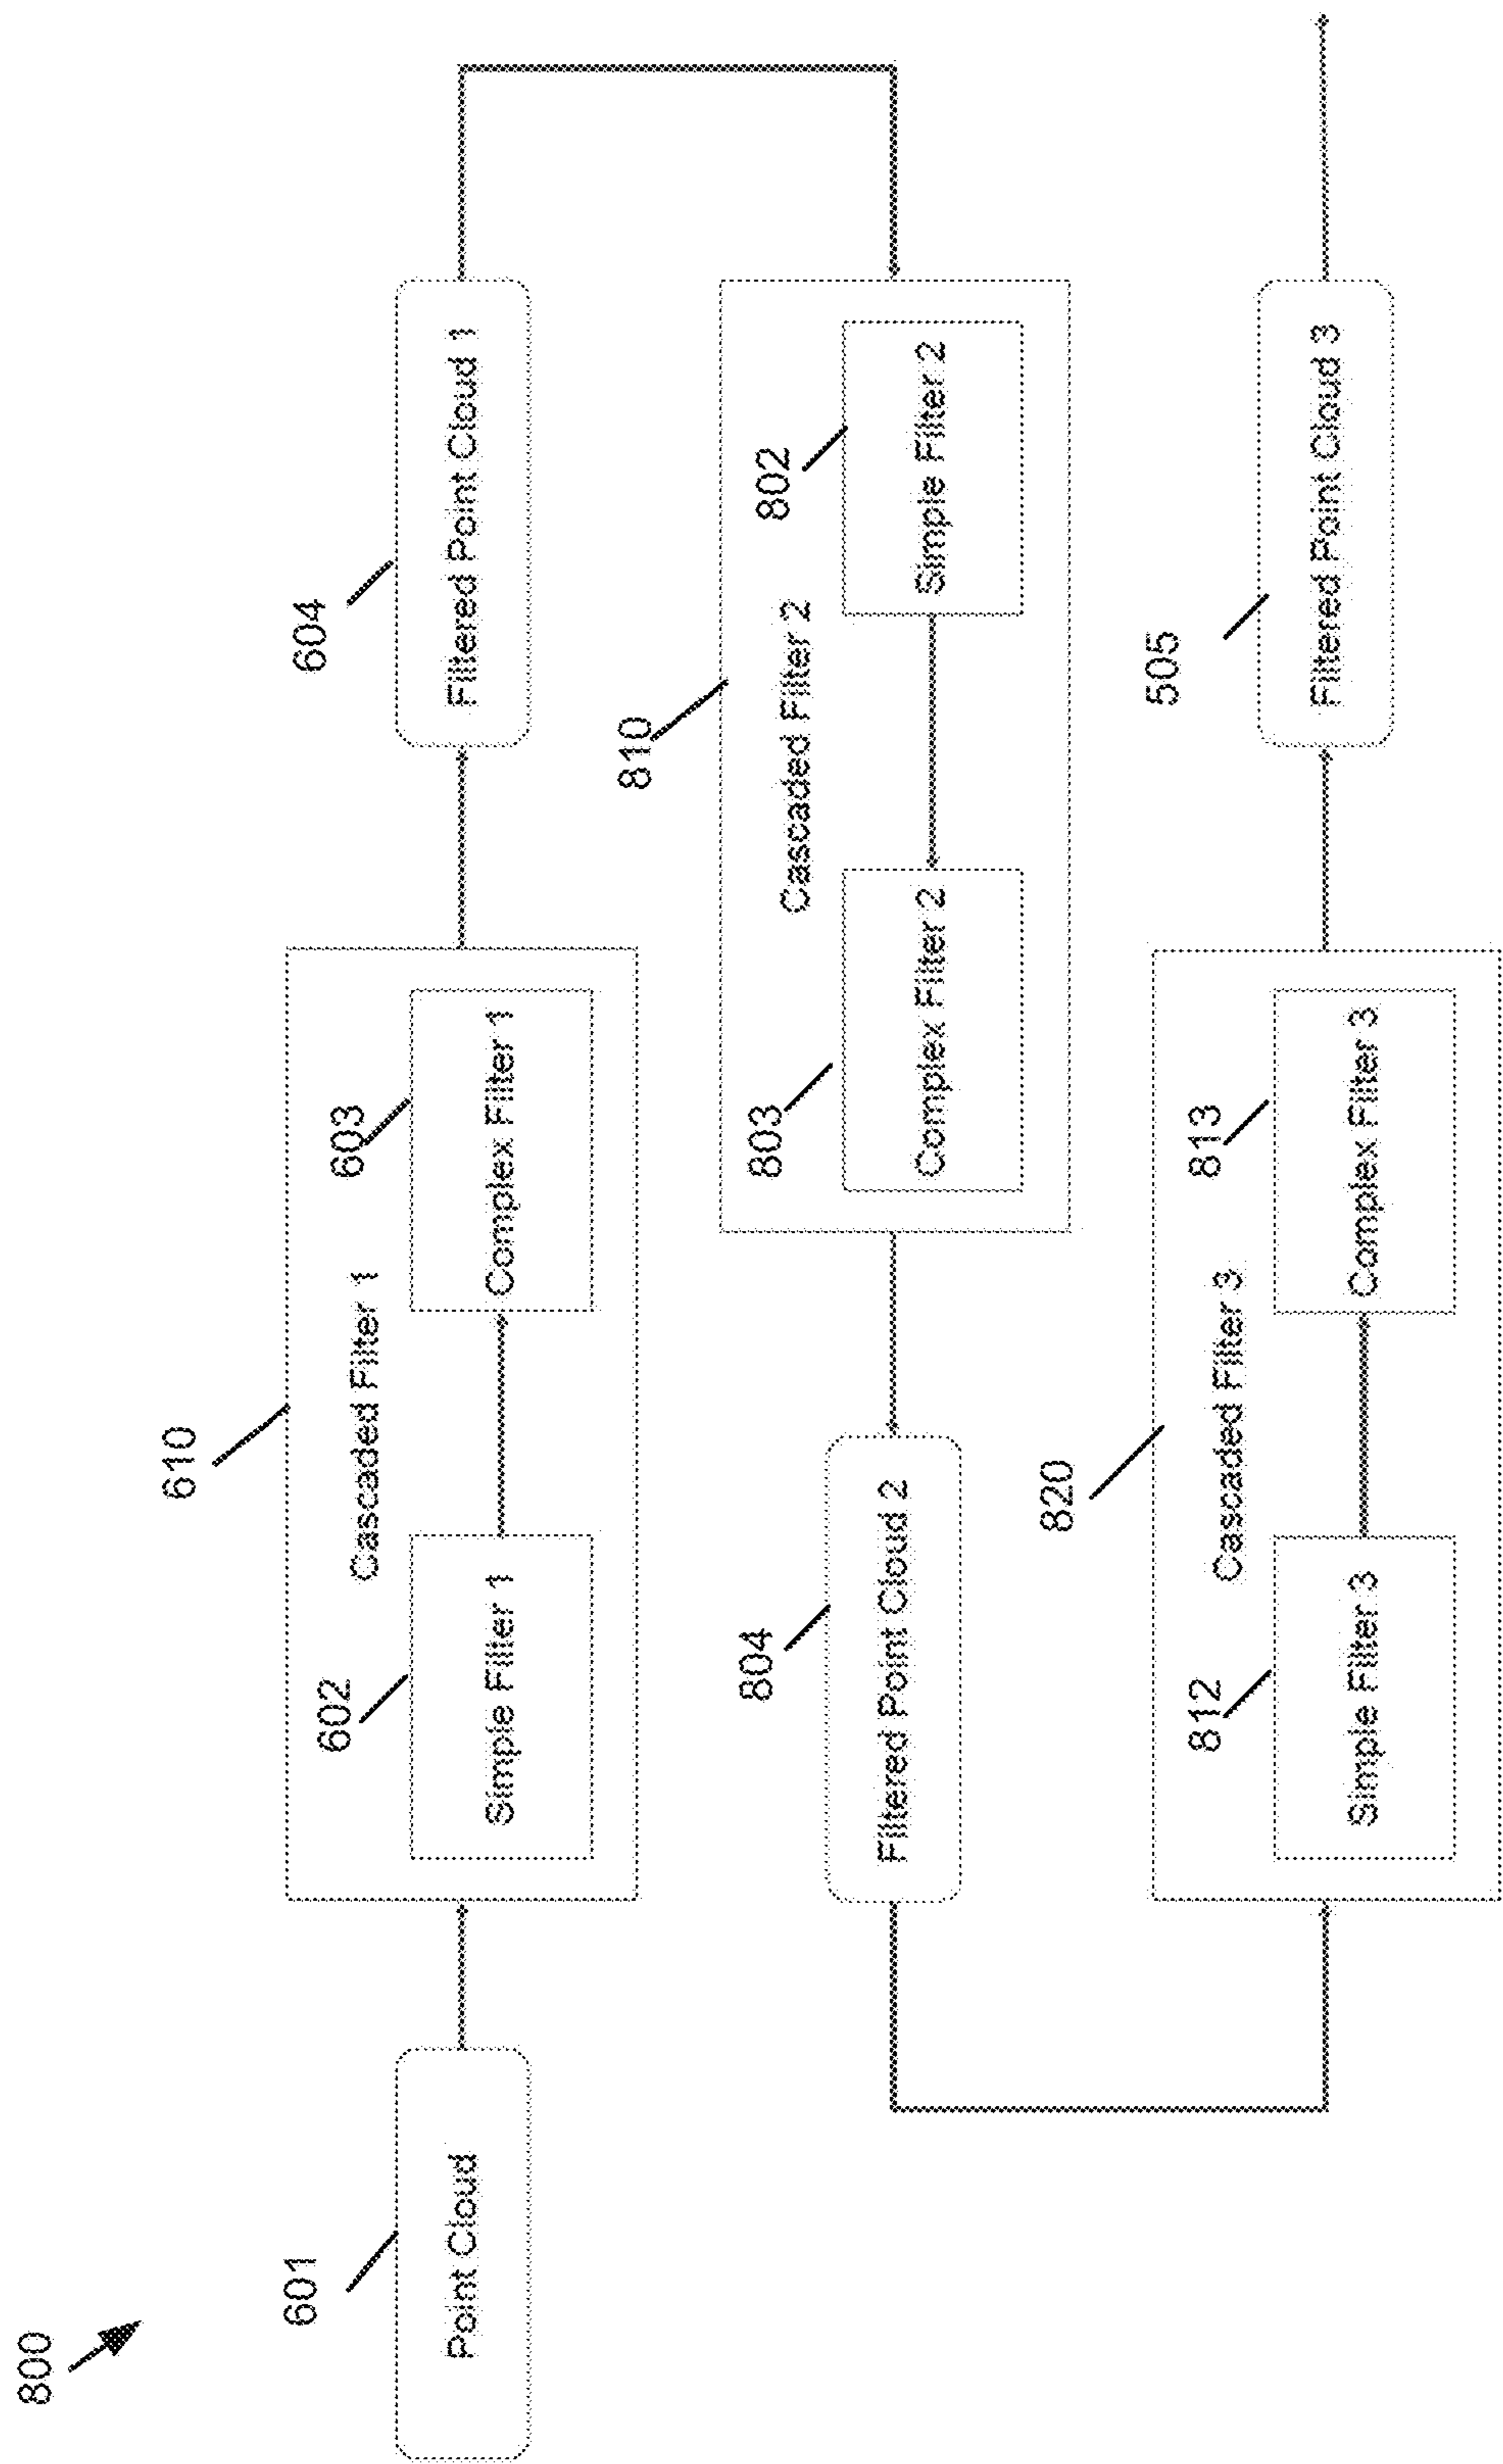 800
601
Point Cloud
610
Cascaded Filter 1
602
Simple Filter 1
603
Complex Filter 1
604
Filtered Point Cloud 1
810
Cascaded Filter 2
802
Simple Filter 2
803
Complex Filter 2
804
Filtered Point Cloud 2
820
Cascaded Filter 3
812
Simple Filter 3
813
Complex Filter 3
505
Filtered Point Cloud 3